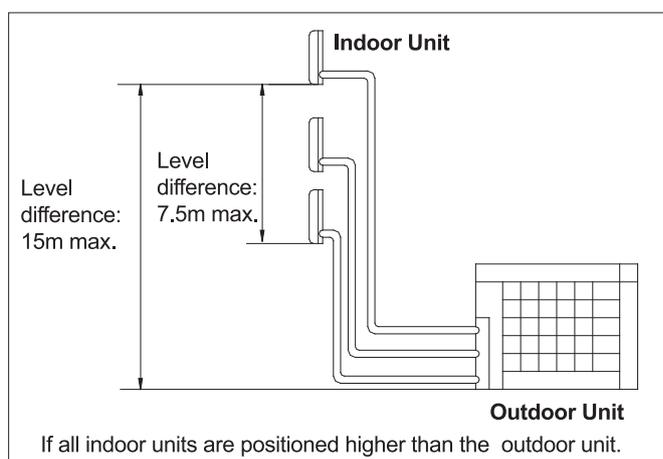 Indoor Unit
Level
difference:
7.5m max.
Level
difference:
15m max.
Outdoor Unit
If all indoor units are positioned higher than the outdoor unit.